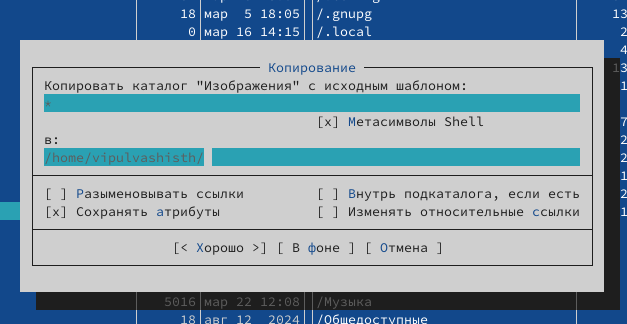 18 мар 5 18:05 /.gnupg
0 мар 16 14:15 /.local
Копирование
Копировать каталог "Изображения" с исходным шаблоном:
*
[x] Метасимволы Shell
в:
/home/vipulvashisth/
[ ] Разыменовывать ссылки [ ] Внутрь подкаталога, если есть
[x] Сохранять атрибуты [ ] Изменять относительные ссылки
[< Хорошо >] [ В фоне ] [ Отмена ]
5016 мар 22 12:08 /Музыка
18 авг 12 2024 /Общедоступные